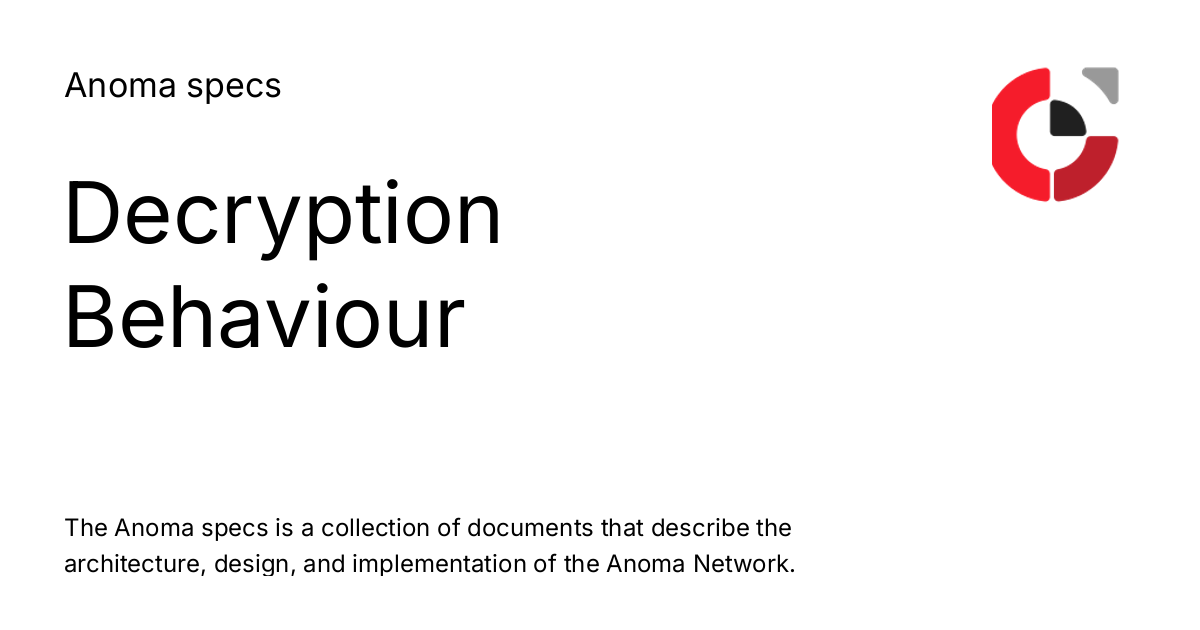 Anoma specs
Decryption
Behaviour
The Anoma specs is a collection of documents that describe the
architecture, design, and implementation of the Anoma Network.